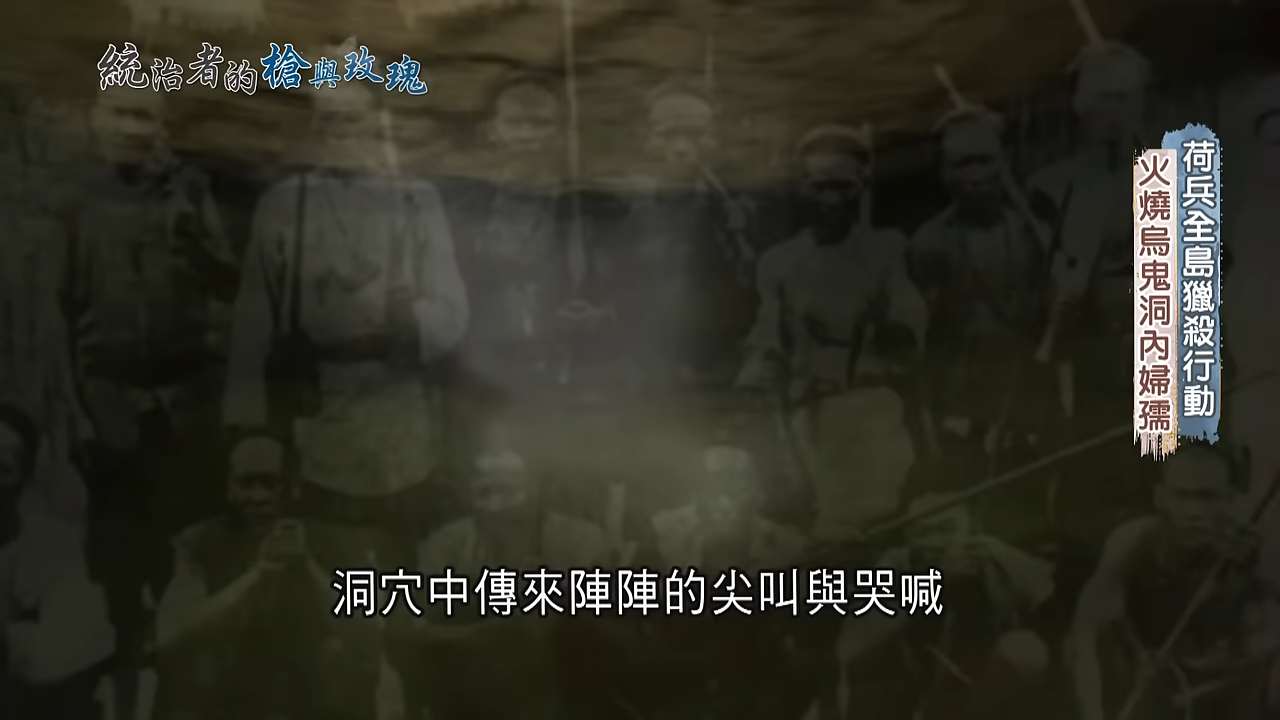 統治者的槍與玫瑰
荷兵全島獵殺行動
火燒烏鬼洞內婦孺
洞穴中傳來陣陣的尖叫與哭喊